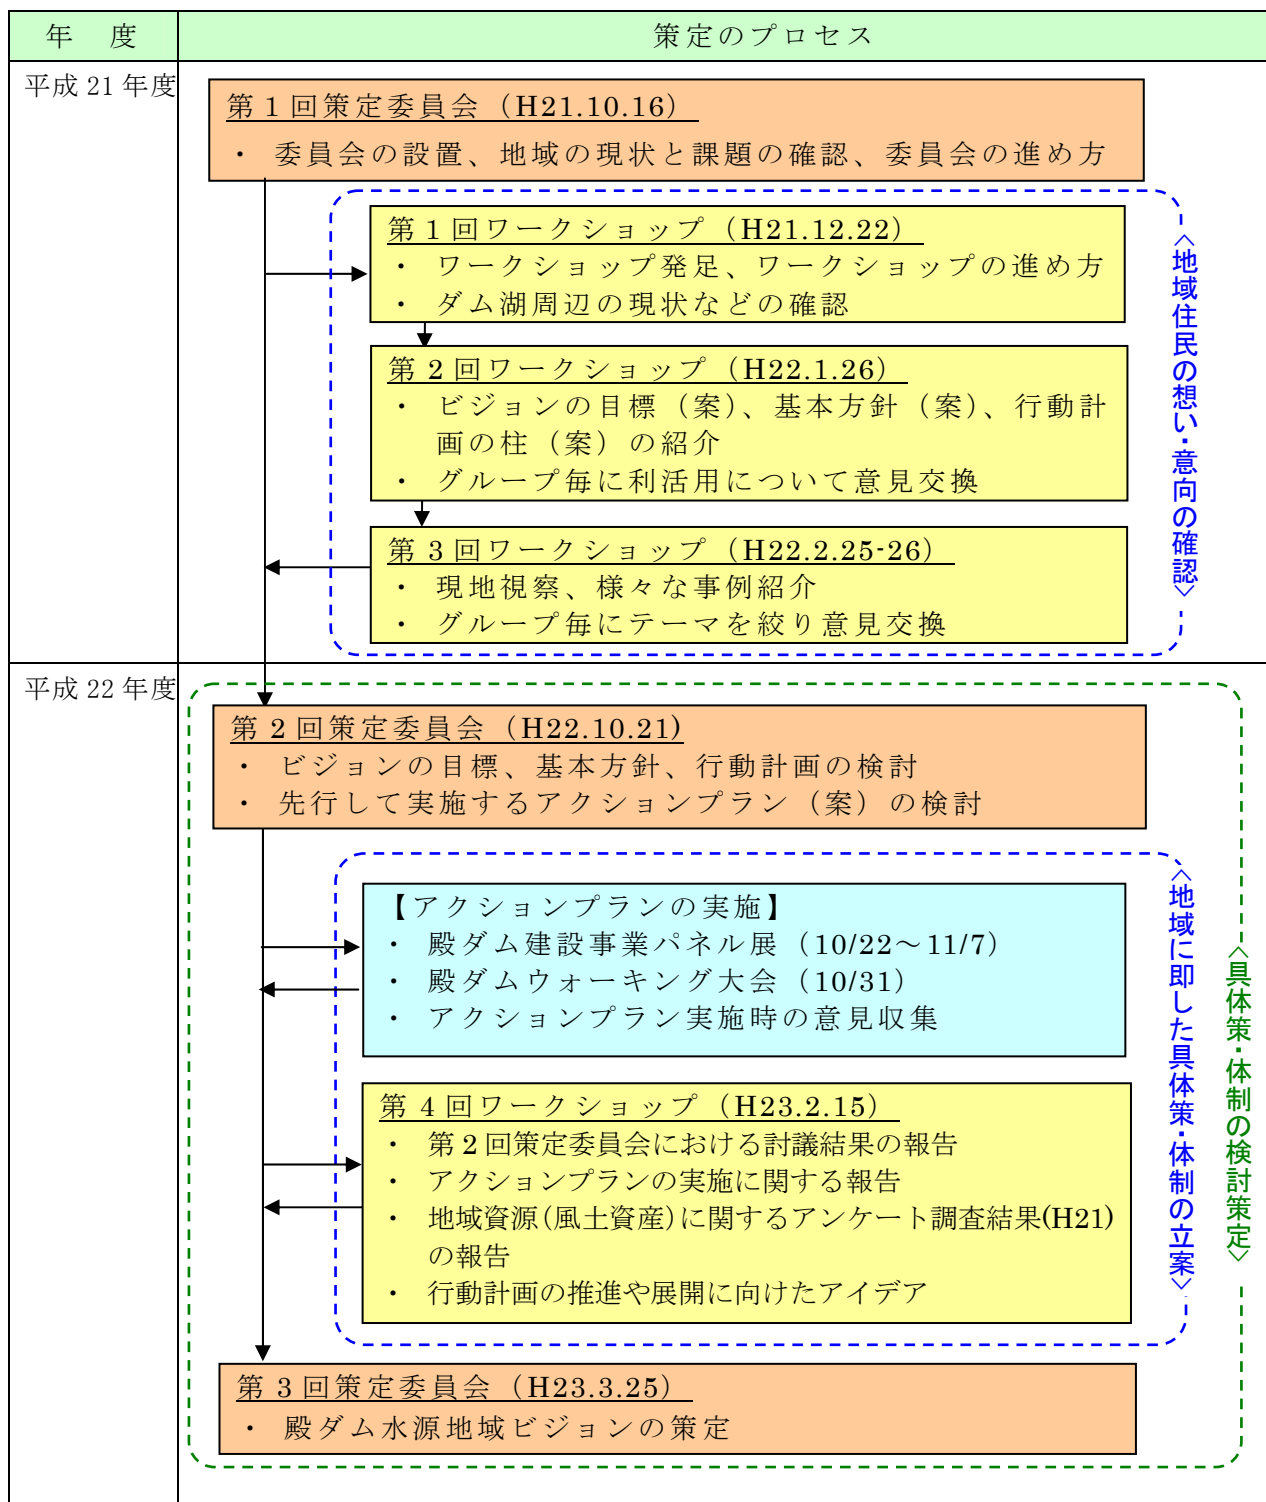 年 度
策定のプロセス
平成 21 年度
第 1 回策定委員会（H21.10.16）
・ 委員会の設置、地域の現状と課題の確認、委員会の進め方
第 1 回ワークショップ（H21.12.22）
・ ワークショップ発足、ワークショップの進め方
・ ダム湖周辺の現状などの確認
第 2 回ワークショップ（H22.1.26）
・ ビジョンの目標（案）、基本方針（案）、行動計
画の柱（案）の紹介
・ グループ毎に利活用について意見交換
第 3 回ワークショップ（H22.2.25-26）
・ 現地視察、様々な事例紹介
・ グループ毎にテーマを絞り意見交換
〈地域住民の想い・意向の確認〉
平成 22 年度
第 2 回策定委員会（H22.10.21)
・ ビジョンの目標、基本方針、行動計画の検討
・ 先行して実施するアクションプラン（案）の検討
【アクションプランの実施】
・ 殿ダム建設事業パネル展（10/22～11/7）
・ 殿ダムウォーキング大会（10/31）
・ アクションプラン実施時の意見収集
第 4 回ワークショップ（H23.2.15）
・ 第 2 回策定委員会における討議結果の報告
・ アクションプランの実施に関する報告
・ 地域資源(風土資産)に関するアンケート調査結果(H21)
の報告
・ 行動計画の推進や展開に向けたアイデア
〈地域に即した具体策・体制の立案〉
〈具体策・体制の検討策定〉
第 3 回策定委員会（H23.3.25）
・ 殿ダム水源地域ビジョンの策定